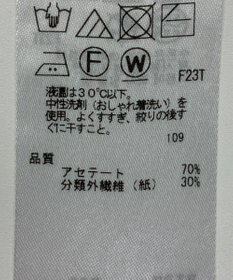 F W F23T
液温は30℃以下。
中性洗剤(おしゃれ着洗い)を
使用。よくすすぎ、絞りの後す
ぐに干すこと。
109
品質
アセテート 70%
分類外繊維(紙) 30%